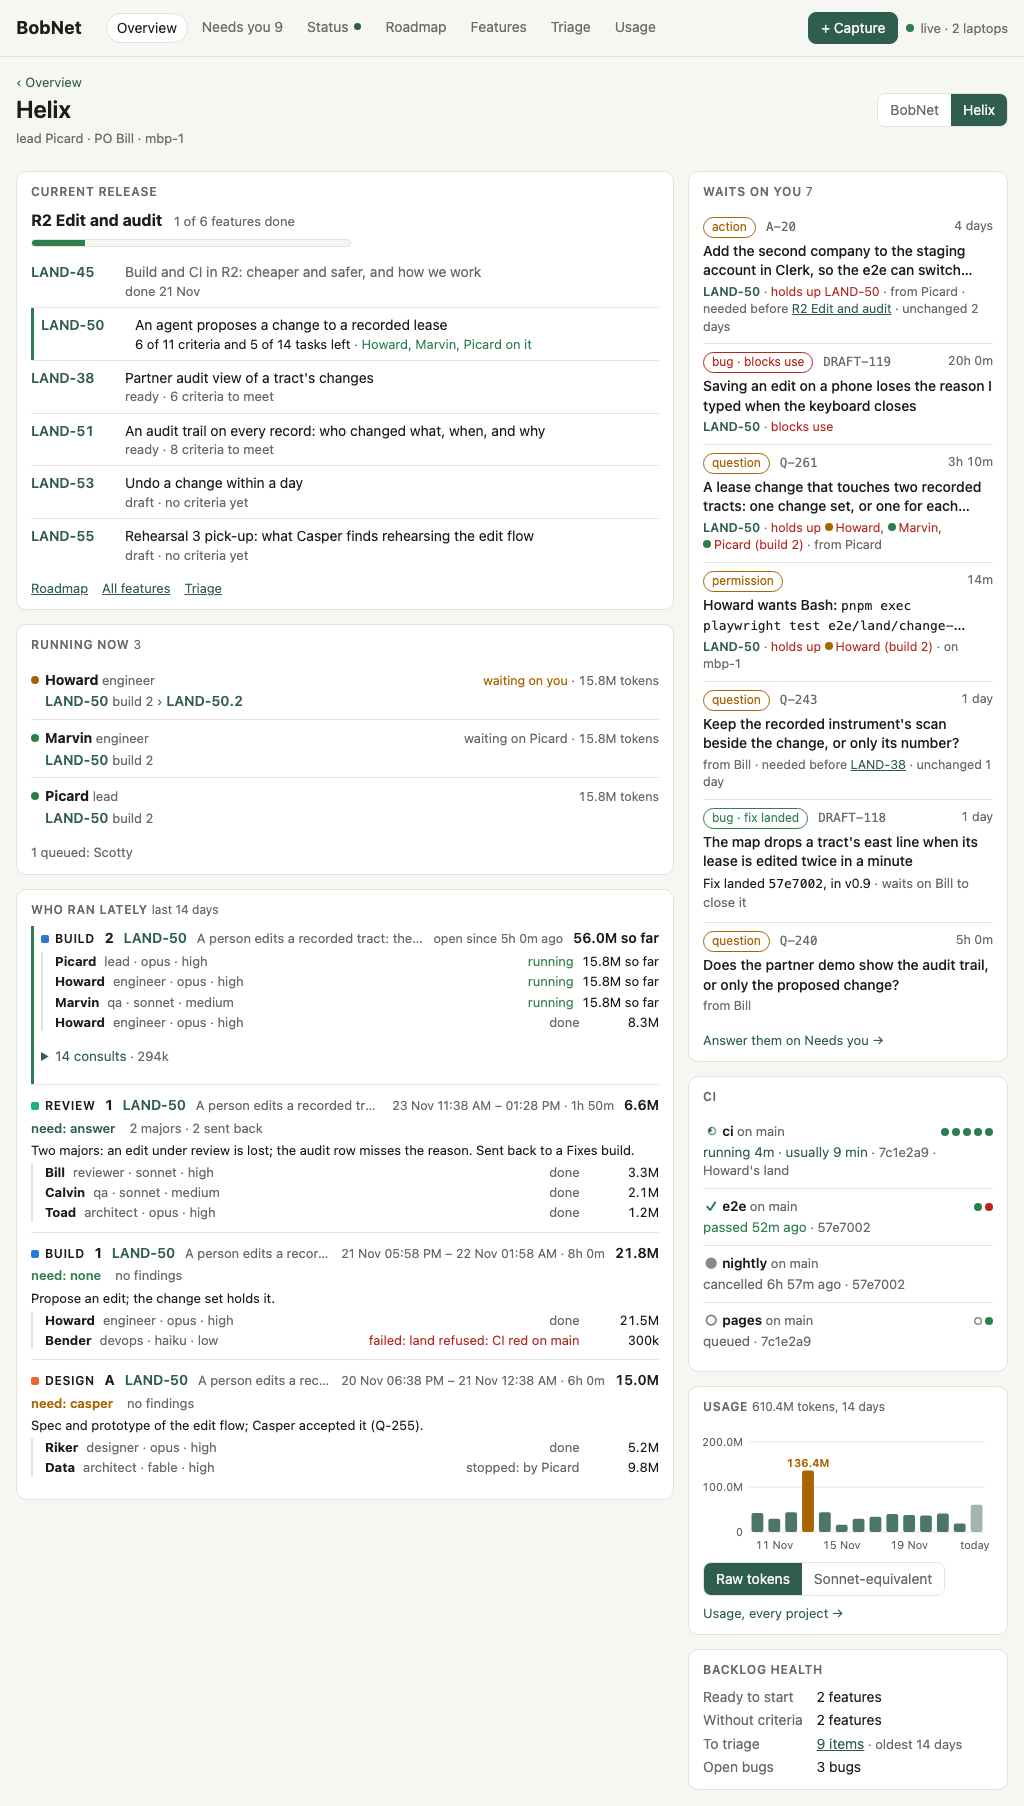 BobNet
Overview
Needs you 9
Status
Roadmap
Features
Triage
Usage
+ Capture
live · 2 laptops
‹ Overview
Helix
BobNet
Helix
lead Picard · PO Bill · mbp-1
CURRENT RELEASE
R2 Edit and audit 1 of 6 features done
LAND-45 Build and CI in R2: cheaper and safer, and how we work
done 21 Nov
LAND-50 An agent proposes a change to a recorded lease
6 of 11 criteria and 5 of 14 tasks left · Howard, Marvin, Picard on it
LAND-38 Partner audit view of a tract's changes
ready · 6 criteria to meet
LAND-51 An audit trail on every record: who changed what, when, and why
ready · 8 criteria to meet
LAND-53 Undo a change within a day
draft · no criteria yet
LAND-55 Rehearsal 3 pick-up: what Casper finds rehearsing the edit flow
draft · no criteria yet
Roadmap All features Triage
RUNNING NOW 3
Howard engineer waiting on you · 15.8M tokens
LAND-50 build 2 › LAND-50.2
Marvin engineer waiting on Picard · 15.8M tokens
LAND-50 build 2
Picard lead 15.8M tokens
LAND-50 build 2
1 queued: Scotty
WHO RAN LATELY last 14 days
BUILD 2 LAND-50 A person edits a recorded tract: the... open since 5h 0m ago 56.0M so far
Picard lead · opus · high running 15.8M so far
Howard engineer · opus · high running 15.8M so far
Marvin qa · sonnet · medium running 15.8M so far
Howard engineer · opus · high done 8.3M
▶ 14 consults · 294k
REVIEW 1 LAND-50 A person edits a recorded tr... 23 Nov 11:38 AM – 01:28 PM · 1h 50m 6.6M
need: answer 2 majors · 2 sent back
Two majors: an edit under review is lost; the audit row misses the reason. Sent back to a Fixes build.
Bill reviewer · sonnet · high done 3.3M
Calvin qa · sonnet · medium done 2.1M
Toad architect · opus · high done 1.2M
BUILD 1 LAND-50 A person edits a recor... 21 Nov 05:58 PM – 22 Nov 01:58 AM · 8h 0m 21.8M
need: none no findings
Propose an edit; the change set holds it.
Howard engineer · opus · high done 21.5M
Bender devops · haiku · low failed: land refused: CI red on main 300k
DESIGN A LAND-50 A person edits a rec... 20 Nov 06:38 PM – 21 Nov 12:38 AM · 6h 0m 15.0M
need: casper no findings
Spec and prototype of the edit flow; Casper accepted it (Q-255).
Riker designer · opus · high done 5.2M
Data architect · fable · high stopped: by Picard 9.8M
WAITS ON YOU 7
action A-20 4 days
Add the second company to the staging
account in Clerk, so the e2e can switch...
LAND-50 · holds up LAND-50 · from Picard ·
needed before R2 Edit and audit · unchanged 2
days
bug · blocks use DRAFT-119 20h 0m
Saving an edit on a phone loses the reason I
typed when the keyboard closes
LAND-50 · blocks use
question Q-261 3h 10m
A lease change that touches two recorded
tracts: one change set, or one for each...
LAND-50 · holds up Howard, Marvin,
Picard (build 2) · from Picard
permission 14m
Howard wants Bash: pnpm exec
playwright test e2e/land/change-...
LAND-50 · holds up Howard (build 2) · on
mbp-1
question Q-243 1 day
Keep the recorded instrument's scan
beside the change, or only its number?
from Bill · needed before LAND-38 · unchanged 1
day
bug · fix landed DRAFT-118 1 day
The map drops a tract's east line when its
lease is edited twice in a minute
Fix landed 57e7002, in v0.9 · waits on Bill to
close it
question Q-240 5h 0m
Does the partner demo show the audit trail,
or only the proposed change?
from Bill
Answer them on Needs you →
CI
ci on main
running 4m · usually 9 min · 7c1e2a9 ·
Howard's land
e2e on main
passed 52m ago · 57e7002
nightly on main
cancelled 6h 57m ago · 57e7002
pages on main
queued · 7c1e2a9
USAGE 610.4M tokens, 14 days
200.0M
136.4M
100.0M
0
11 Nov 15 Nov 19 Nov today
Raw tokens Sonnet-equivalent
Usage, every project →
BACKLOG HEALTH
Ready to start 2 features
Without criteria 2 features
To triage 9 items · oldest 14 days
Open bugs 3 bugs